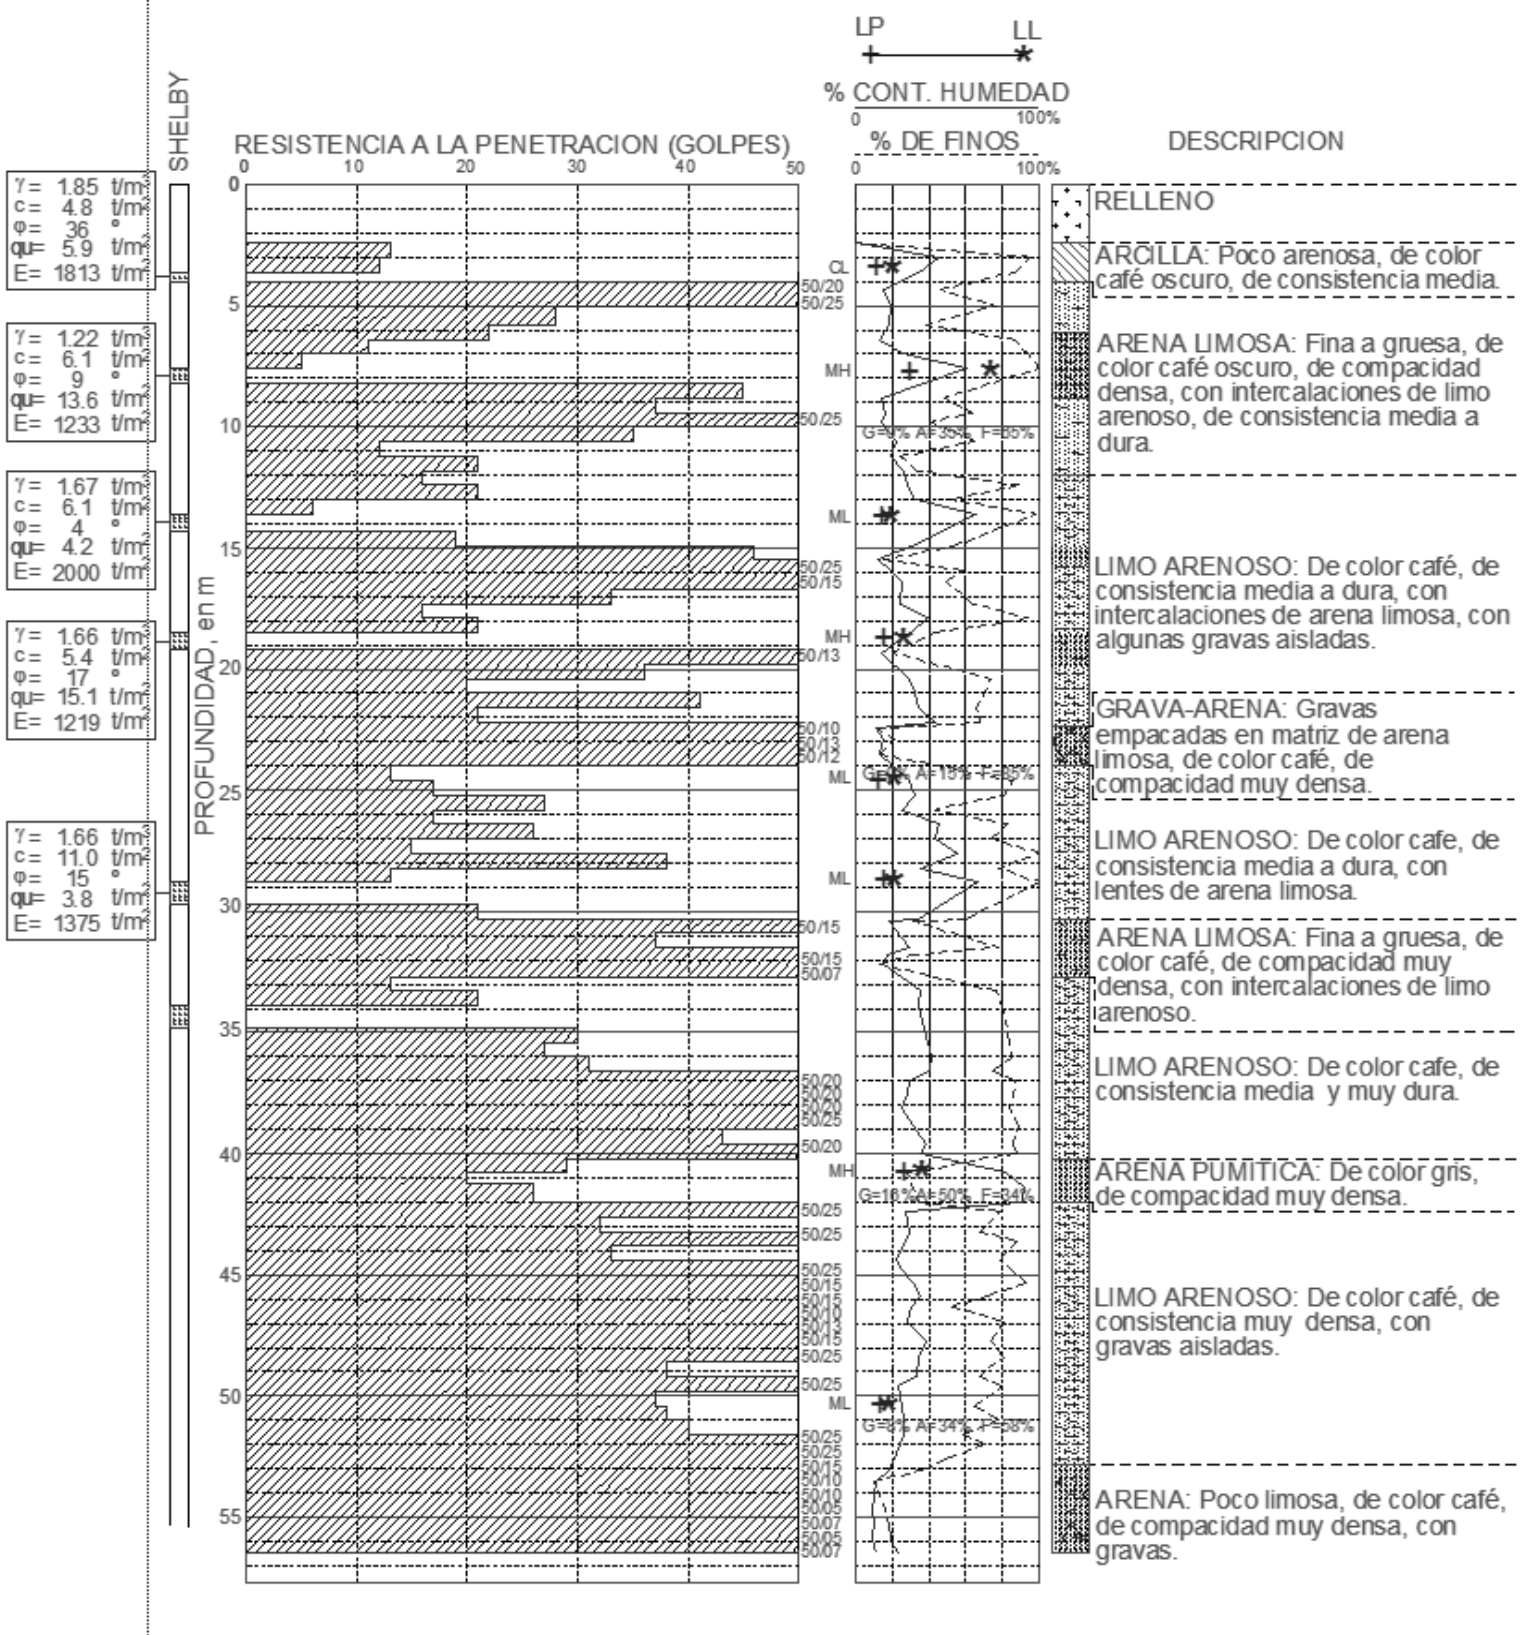 LP LL
% CONT. HUMEDAD
0 100%
% DE FINOS
0 100%
SHELBY
RESISTENCIA A LA PENETRACION (GOLPES)
0 10 20 30 40 50
DESCRIPCION
PROFUNDIDAD, en m
0
5
10
15
20
25
30
35
40
45
50
55
γ = 1.85 t/m³
c = 4.8 t/m²
φ = 36 °
qu= 5.9 t/m²
E= 1813 t/m²
γ = 1.22 t/m³
c = 6.1 t/m²
φ = 9 °
qu= 13.6 t/m²
E= 1233 t/m²
γ = 1.67 t/m³
c = 6.1 t/m²
φ = 4 °
qu= 4.2 t/m²
E= 2000 t/m²
γ = 1.66 t/m³
c = 5.4 t/m²
φ = 17 °
qu= 15.1 t/m²
E= 1219 t/m²
γ = 1.66 t/m³
c = 11.0 t/m²
φ = 15 °
qu= 3.8 t/m²
E= 1375 t/m²
CL
50/20
50/25
MH
50/25
G=0% A=35% F=65%
ML
50/25
50/15
MH
50/13
50/10
50/13
50/12
ML
A=15% F=85%
ML
50/15
50/15
50/07
50/20
50/20
50/20
50/25
50/20
MH
G=16% A=50% F=34%
50/25
50/25
50/25
50/15
50/15
50/10
50/13
50/15
50/25
50/25
ML
G=8% A=34% F=58%
50/25
50/25
50/15
50/10
50/10
50/05
50/07
50/05
50/07
RELLENO
ARCILLA: Poco arenosa, de color
café oscuro, de consistencia media.
ARENA LIMOSA: Fina a gruesa, de
color café oscuro, de compacidad
densa, con intercalaciones de limo
arenoso, de consistencia media a
dura.
LIMO ARENOSO: De color café, de
consistencia media a dura, con
intercalaciones de arena limosa, con
algunas gravas aisladas.
GRAVA-ARENA: Gravas
empacadas en matriz de arena
limosa, de color café, de
compacidad muy densa.
LIMO ARENOSO: De color cafe, de
consistencia media a dura, con
lentes de arena limosa.
ARENA LIMOSA: Fina a gruesa, de
color café, de compacidad muy
densa, con intercalaciones de limo
arenoso.
LIMO ARENOSO: De color cafe, de
consistencia media y muy dura.
ARENA PUMITICA: De color gris,
de compacidad muy densa.
LIMO ARENOSO: De color café, de
consistencia muy densa, con
gravas aisladas.
ARENA: Poco limosa, de color café,
de compacidad muy densa, con
gravas.